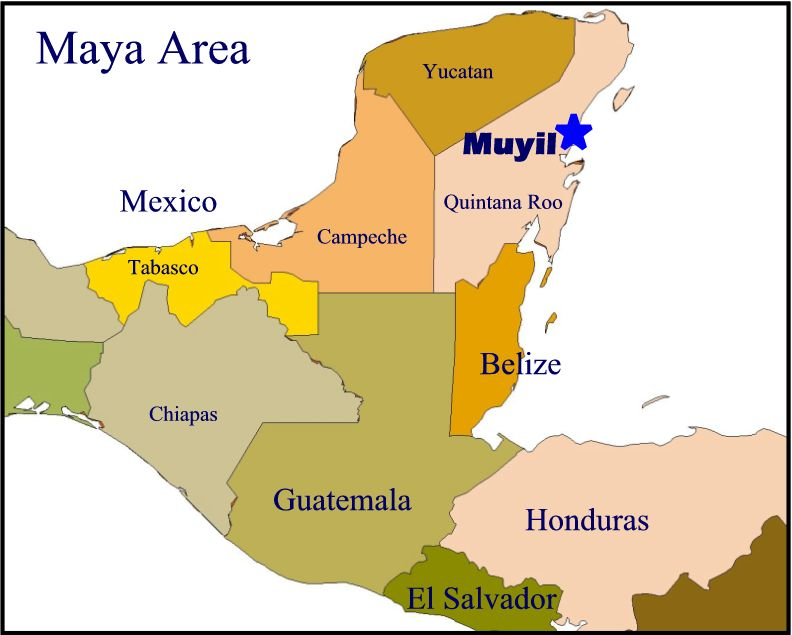 Maya Area
Yucatan
Muyil
Mexico
Quintana Roo
Campeche
Tabasco
Belize
Chiapas
Guatemala
Honduras
El Salvador